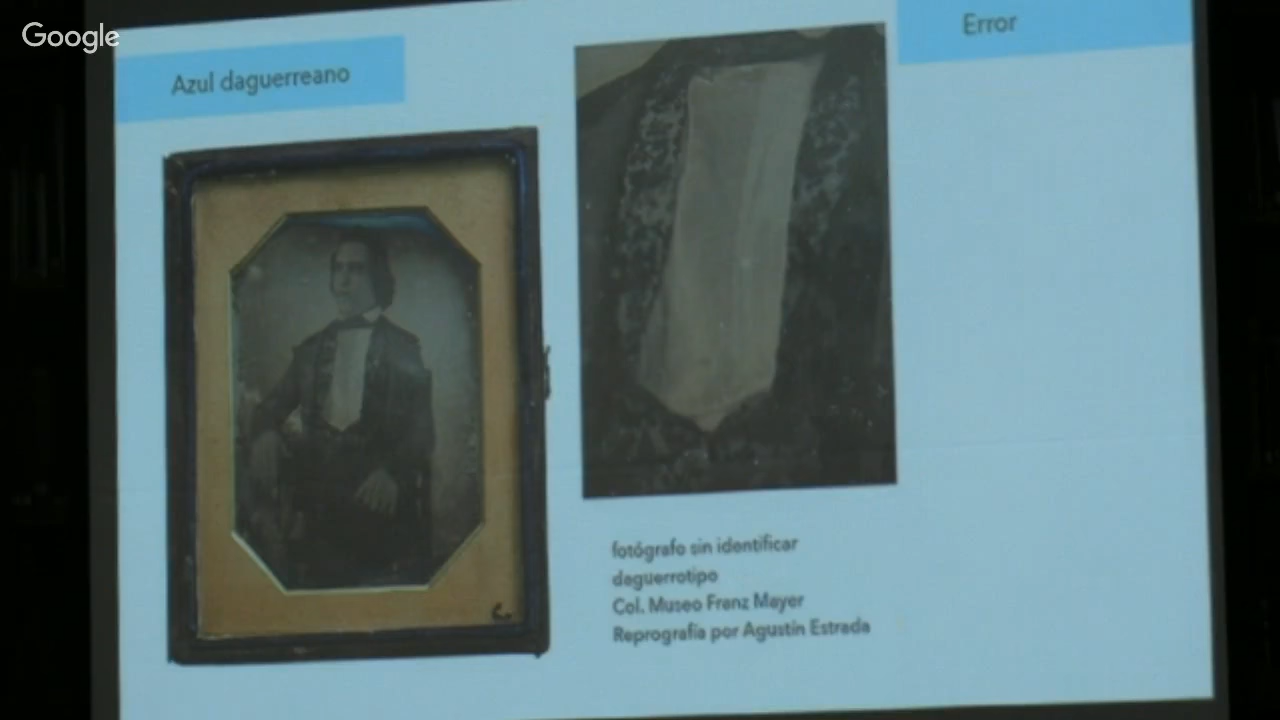 Google
Azul daguerreano
Error
fotógrafo sin identificar
daguerrotipo
Col. Museo Franz Mayer
Reprografía por Agustín Estrada